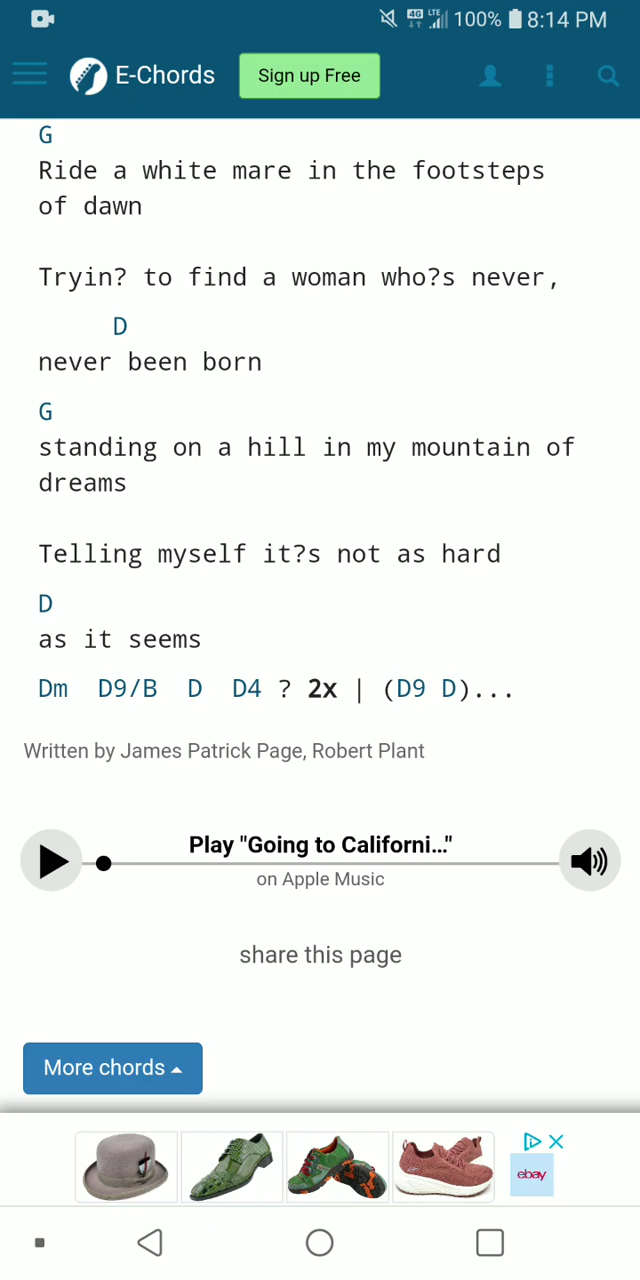 4G LTE 100% 8:14 PM
E-Chords Sign up Free
G
Ride a white mare in the footsteps
of dawn
Tryin? to find a woman who?s never,
D
never been born
G
standing on a hill in my mountain of
dreams
Telling myself it?s not as hard
D
as it seems
Dm D9/B D D4 ? 2x | (D9 D)...
Written by James Patrick Page, Robert Plant
Play "Going to Californi..."
on Apple Music
share this page
More chords
ebay